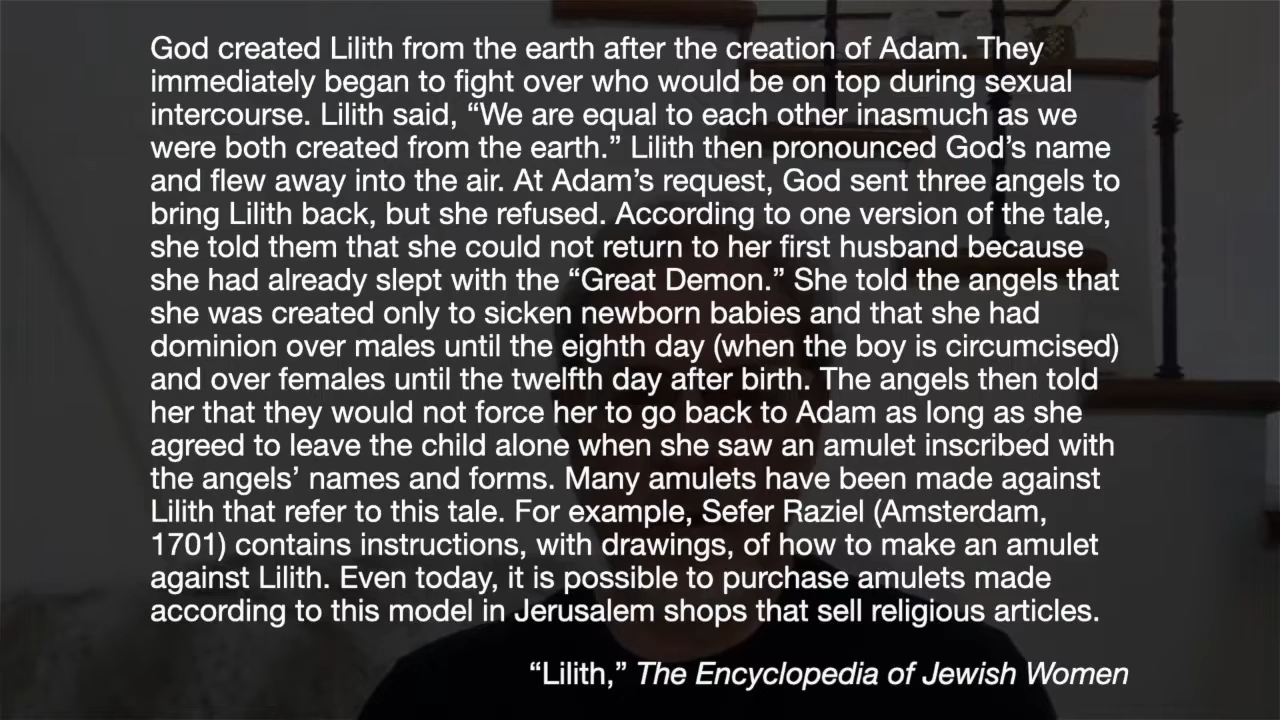 God created Lilith from the earth after the creation of Adam. They
immediately began to fight over who would be on top during sexual
intercourse. Lilith said, “We are equal to each other inasmuch as we
were both created from the earth.” Lilith then pronounced God’s name
and flew away into the air. At Adam’s request, God sent three angels to
bring Lilith back, but she refused. According to one version of the tale,
she told them that she could not return to her first husband because
she had already slept with the “Great Demon.” She told the angels that
she was created only to sicken newborn babies and that she had
dominion over males until the eighth day (when the boy is circumcised)
and over females until the twelfth day after birth. The angels then told
her that they would not force her to go back to Adam as long as she
agreed to leave the child alone when she saw an amulet inscribed with
the angels’ names and forms. Many amulets have been made against
Lilith that refer to this tale. For example, Sefer Raziel (Amsterdam,
1701) contains instructions, with drawings, of how to make an amulet
against Lilith. Even today, it is possible to purchase amulets made
according to this model in Jerusalem shops that sell religious articles.
“Lilith,” The Encyclopedia of Jewish Women